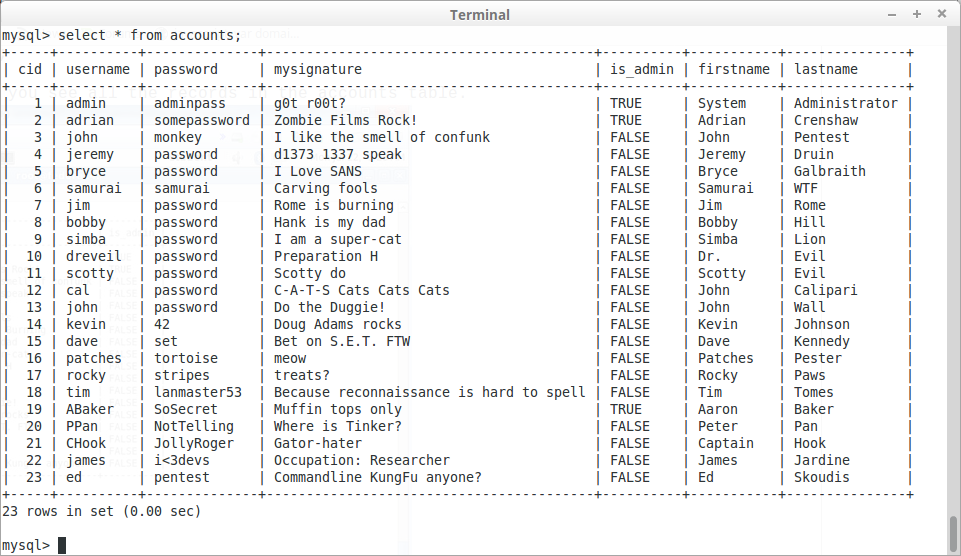 Terminal
mysql> select * from accounts;
+-----+----------+--------------+-----------------------------------------+----------+-----------+---------------+
| cid | username | password     | mysignature                             | is_admin | firstname | lastname      |
+-----+----------+--------------+-----------------------------------------+----------+-----------+---------------+
|   1 | admin    | adminpass    | g0t r00t?                               | TRUE     | System    | Administrator |
|   2 | adrian   | somepassword | Zombie Films Rock!                      | TRUE     | Adrian    | Crenshaw      |
|   3 | john     | monkey       | I like the smell of confunk             | FALSE    | John      | Pentest       |
|   4 | jeremy   | password     | d1373 1337 speak                        | FALSE    | Jeremy    | Druin         |
|   5 | bryce    | password     | I Love SANS                             | FALSE    | Bryce     | Galbraith     |
|   6 | samurai  | samurai      | Carving fools                           | FALSE    | Samurai   | WTF           |
|   7 | jim      | password     | Rome is burning                         | FALSE    | Jim       | Rome          |
|   8 | bobby    | password     | Hank is my dad                          | FALSE    | Bobby     | Hill          |
|   9 | simba    | password     | I am a super-cat                        | FALSE    | Simba     | Lion          |
|  10 | dreveil  | password     | Preparation H                           | FALSE    | Dr.       | Evil          |
|  11 | scotty   | password     | Scotty do                               | FALSE    | Scotty    | Evil          |
|  12 | cal      | password     | C-A-T-S Cats Cats Cats                  | FALSE    | John      | Calipari      |
|  13 | john     | password     | Do the Duggie!                          | FALSE    | John      | Wall          |
|  14 | kevin    | 42           | Doug Adams rocks                        | FALSE    | Kevin     | Johnson       |
|  15 | dave     | set          | Bet on S.E.T. FTW                       | FALSE    | Dave      | Kennedy       |
|  16 | patches  | tortoise     | meow                                    | FALSE    | Patches   | Pester        |
|  17 | rocky    | stripes      | treats?                                 | FALSE    | Rocky     | Paws          |
|  18 | tim      | lanmaster53  | Because reconnaissance is hard to spell | FALSE    | Tim       | Tomes         |
|  19 | ABaker   | SoSecret     | Muffin tops only                        | TRUE     | Aaron     | Baker         |
|  20 | PPan     | NotTelling   | Where is Tinker?                        | FALSE    | Peter     | Pan           |
|  21 | CHook    | JollyRoger   | Gator-hater                             | FALSE    | Captain   | Hook          |
|  22 | james    | i<3devs      | Occupation: Researcher                  | FALSE    | James     | Jardine       |
|  23 | ed       | pentest      | Commandline KungFu anyone?              | FALSE    | Ed        | Skoudis       |
+-----+----------+--------------+-----------------------------------------+----------+-----------+---------------+
23 rows in set (0.00 sec)
mysql>